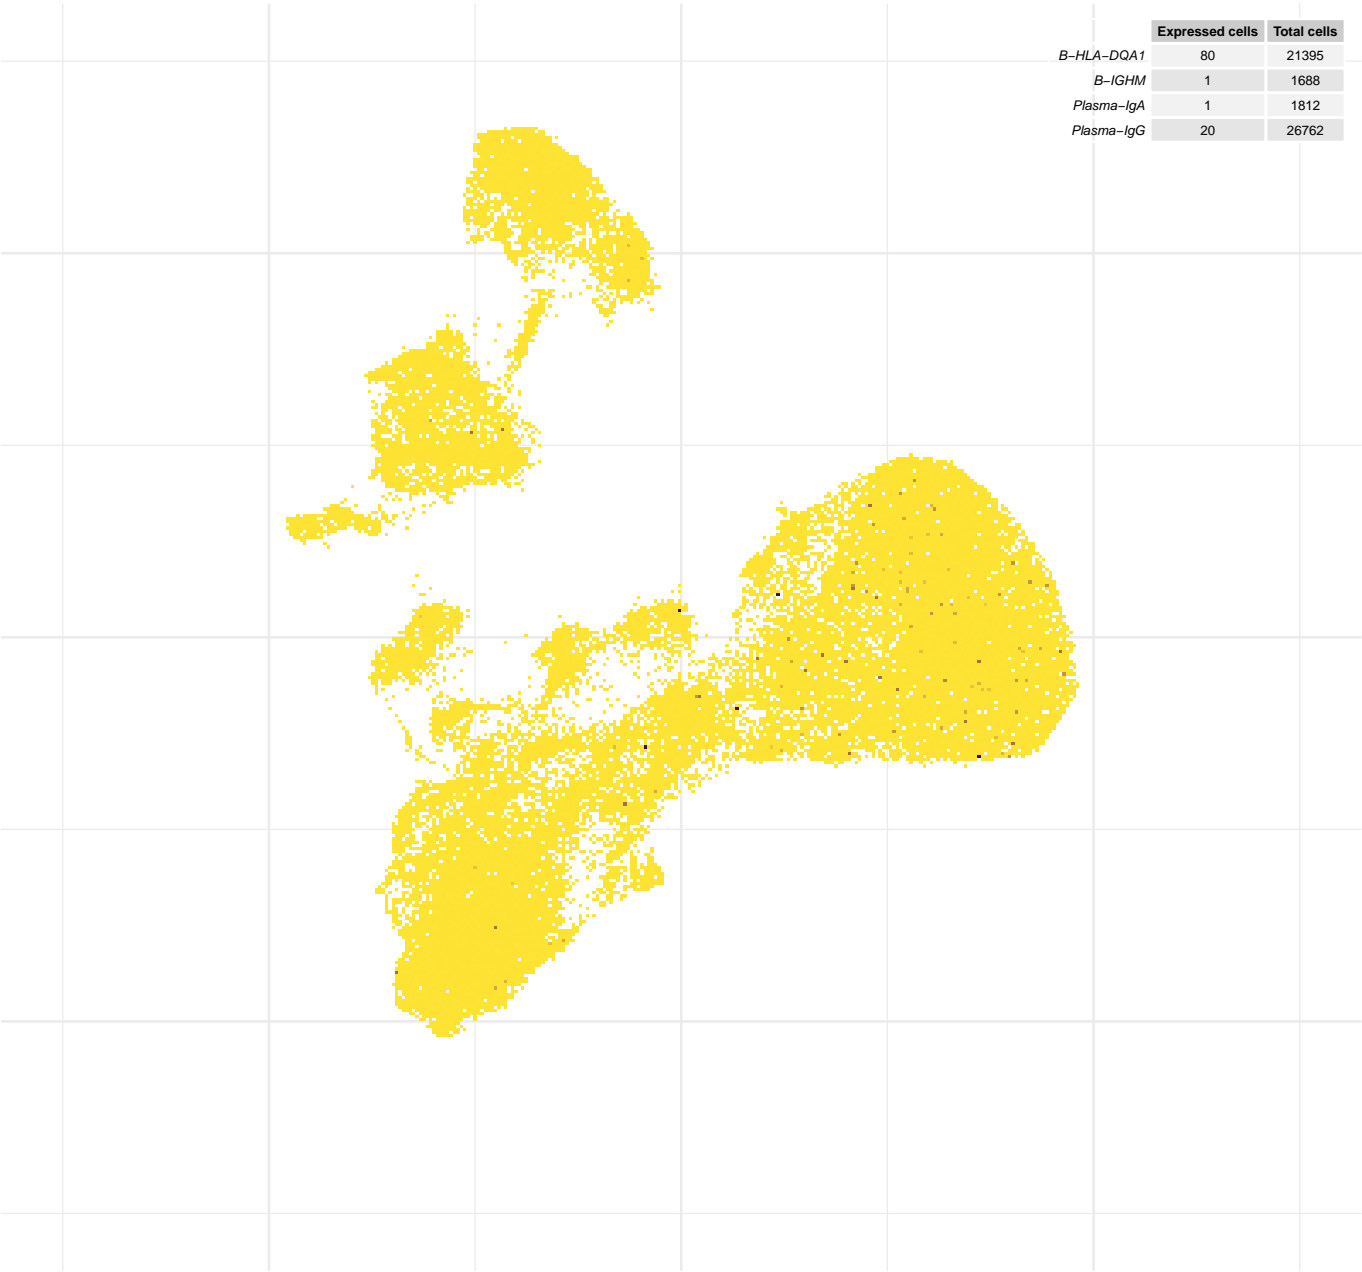 Expressed cells Total cells
B−HLA−DQA1 80 21395
B−IGHM 1 1688
Plasma−IgA 1 1812
Plasma−IgG 20 26762